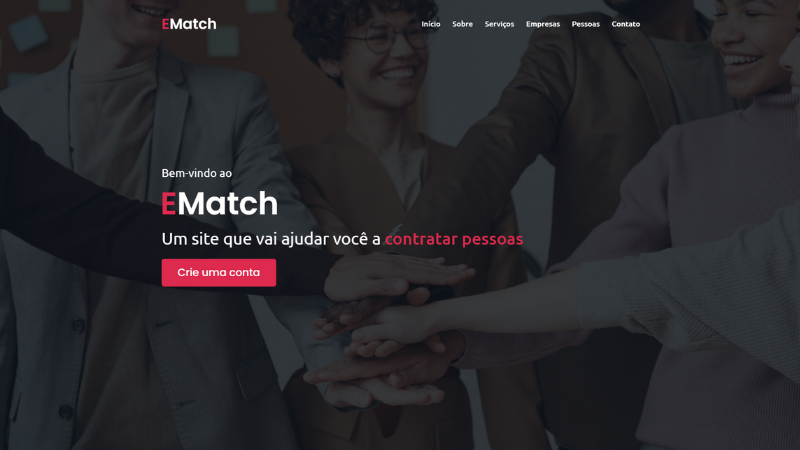 EMatch
Início Sobre Serviços Empresas Pessoas Contato
Bem-vindo ao
EMatch
Um site que vai ajudar você a contratar pessoas
Crie uma conta